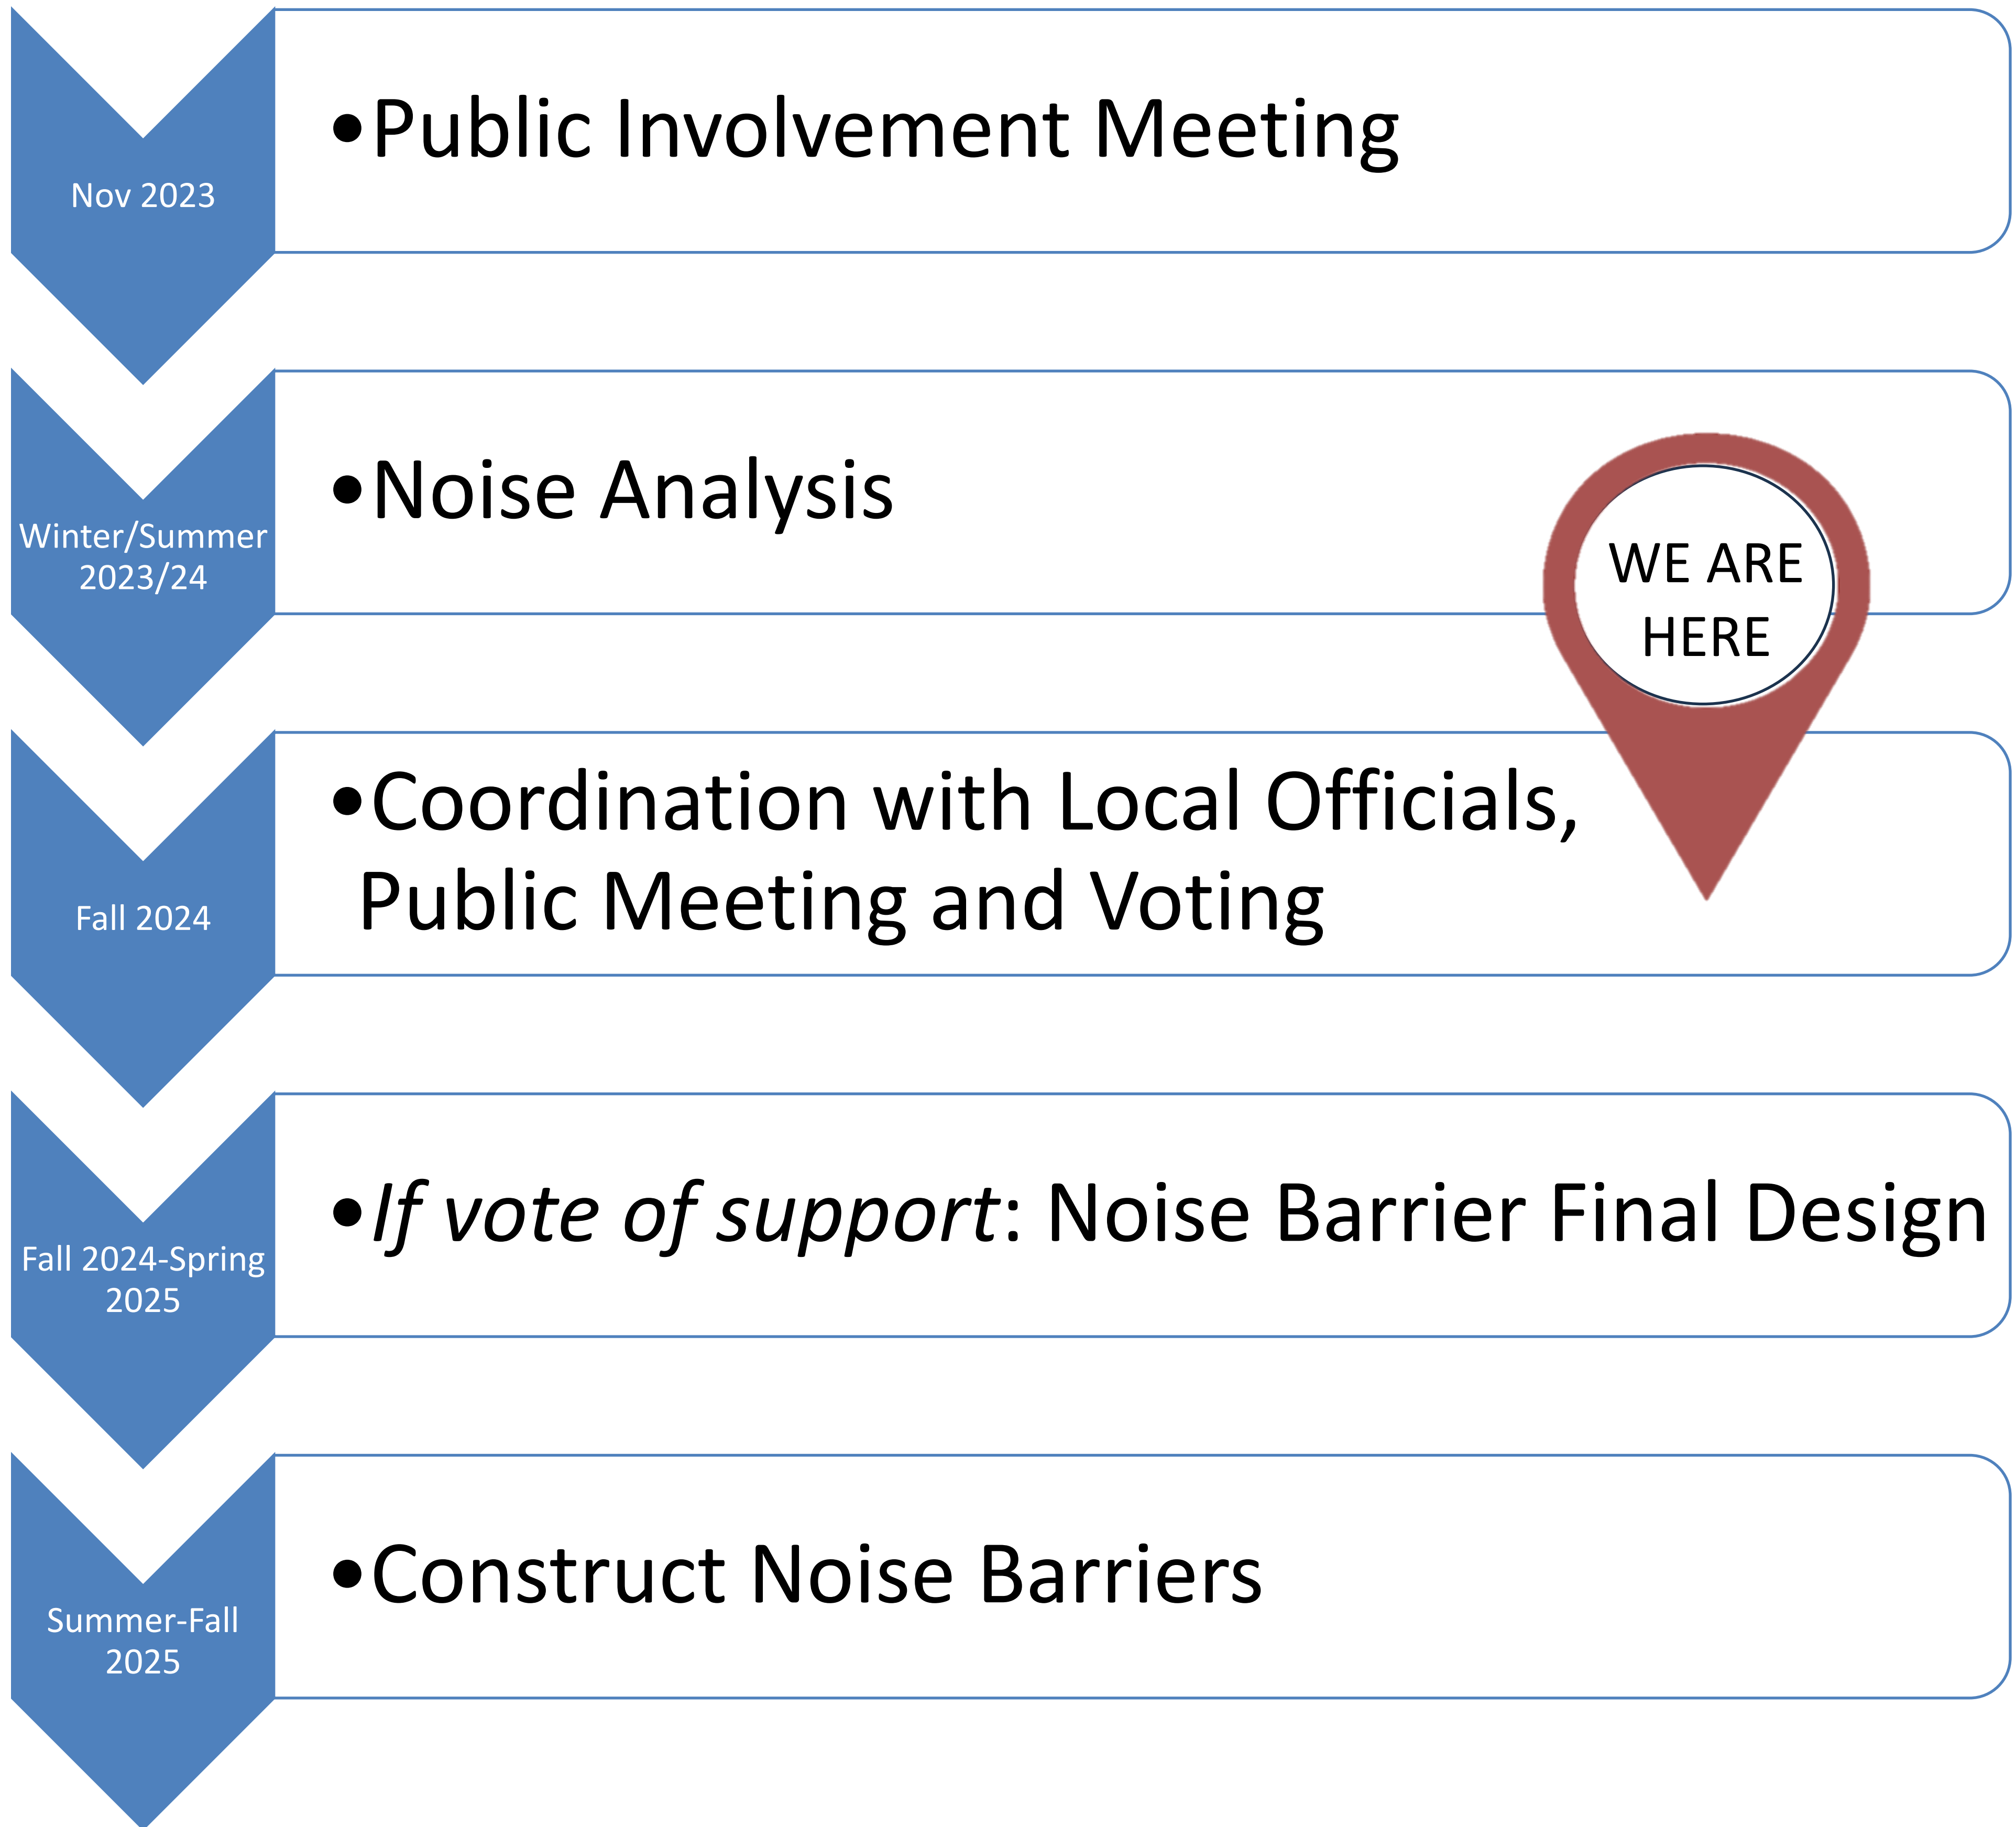 Nov 2023
•Public Involvement Meeting
Winter/Summer
2023/24
•Noise Analysis
WE ARE
HERE
Fall 2024
•Coordination with Local Officials,
Public Meeting and Voting
Fall 2024-Spring
2025
•If vote of support: Noise Barrier Final Design
Summer-Fall
2025
•Construct Noise Barriers